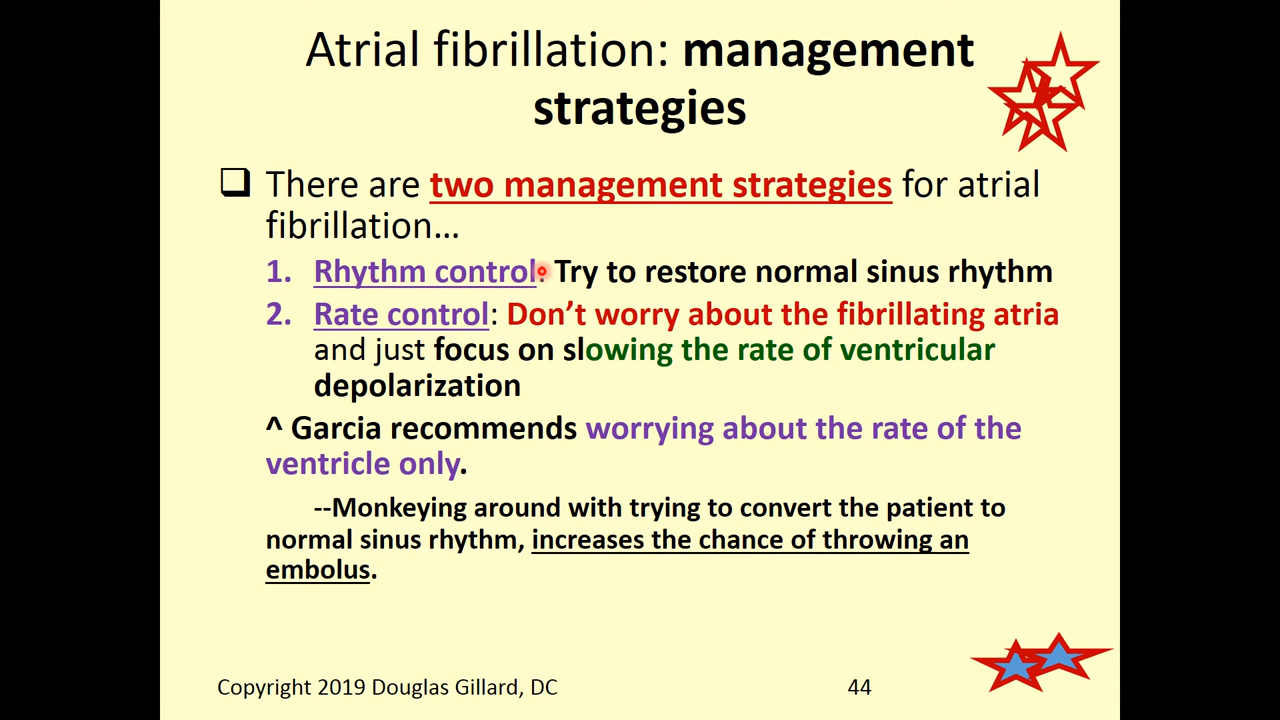 Atrial fibrillation: management
strategies
There are two management strategies for atrial
fibrillation…
1. Rhythm control: Try to restore normal sinus rhythm
2. Rate control: Don’t worry about the fibrillating atria
and just focus on slowing the rate of ventricular
depolarization
^ Garcia recommends worrying about the rate of the
ventricle only.
--Monkeying around with trying to convert the patient to
normal sinus rhythm, increases the chance of throwing an
embolus.
Copyright 2019 Douglas Gillard, DC 44